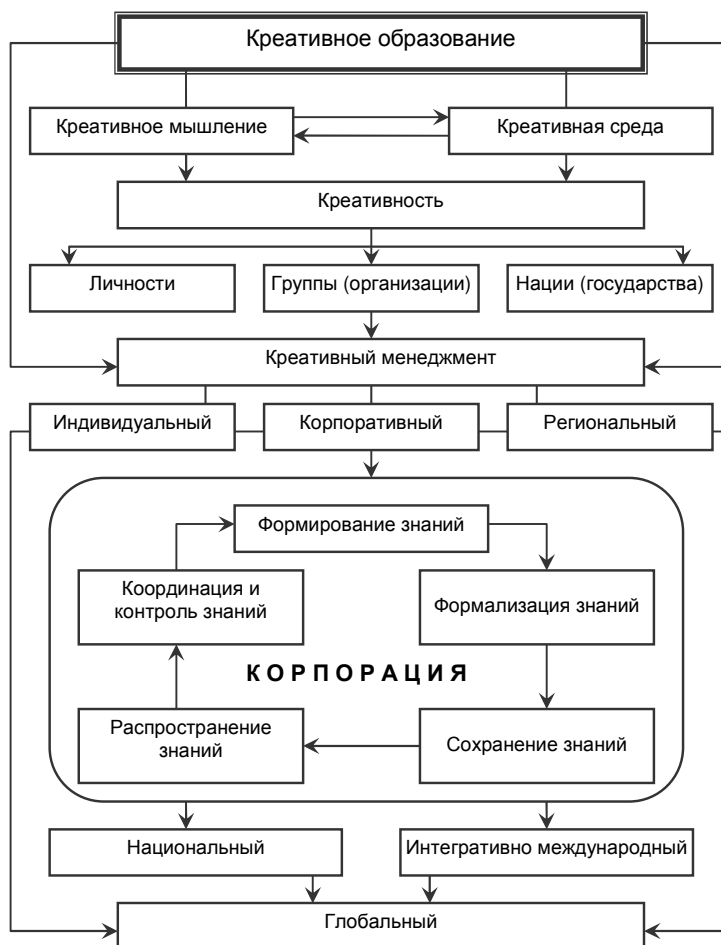 Креативное образование
Креативное мышление
Креативная среда
Креативность
Личности
Группы (организации)
Нации (государства)
Креативный менеджмент
Индивидуальный
Корпоративный
Региональный
Формирование знаний
Координация и
контроль знаний
Формализация знаний
КОРПОРАЦИЯ
Распространение
знаний
Сохранение знаний
Национальный
Интегративно международный
Глобальный